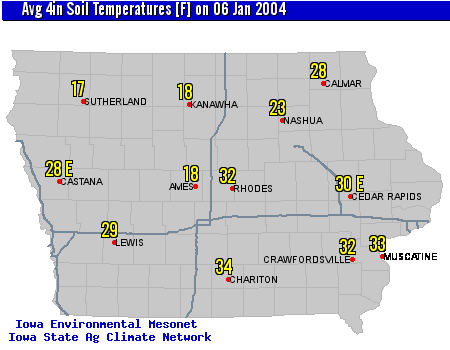 Avg 4in Soil Temperatures [F] on 06 Jan 2004
28
CALMAR
17
SUTHERLAND
18
KANAWHA
23
NASHUA
28 E
CASTANA
18
AMES
32
RHODES
30 E
CEDAR RAPIDS
29
LEWIS
32
CRAWFORDSVILLE
33
MUSCATINE
34
CHARITON
Iowa Environmental Mesonet
Iowa State Ag Climate Network